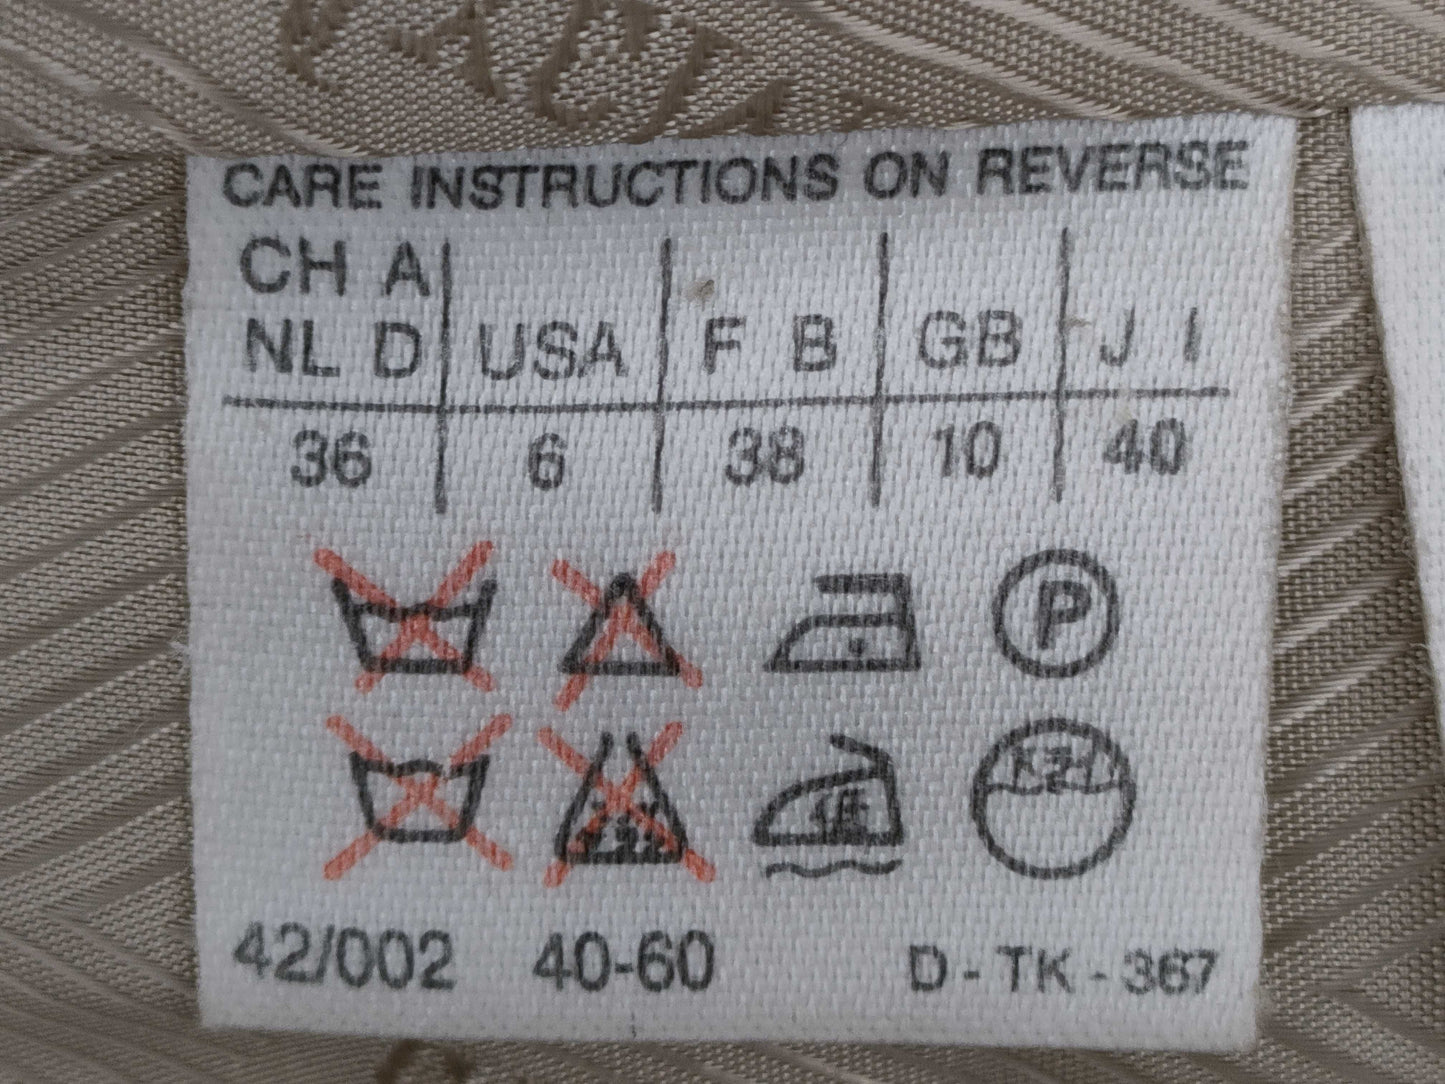 CARE INSTRUCTIONS ON REVERSE
CH A
NL D USA F B GB J I
36 6 38 10 40
P
42/002 40-60 D - TK - 367